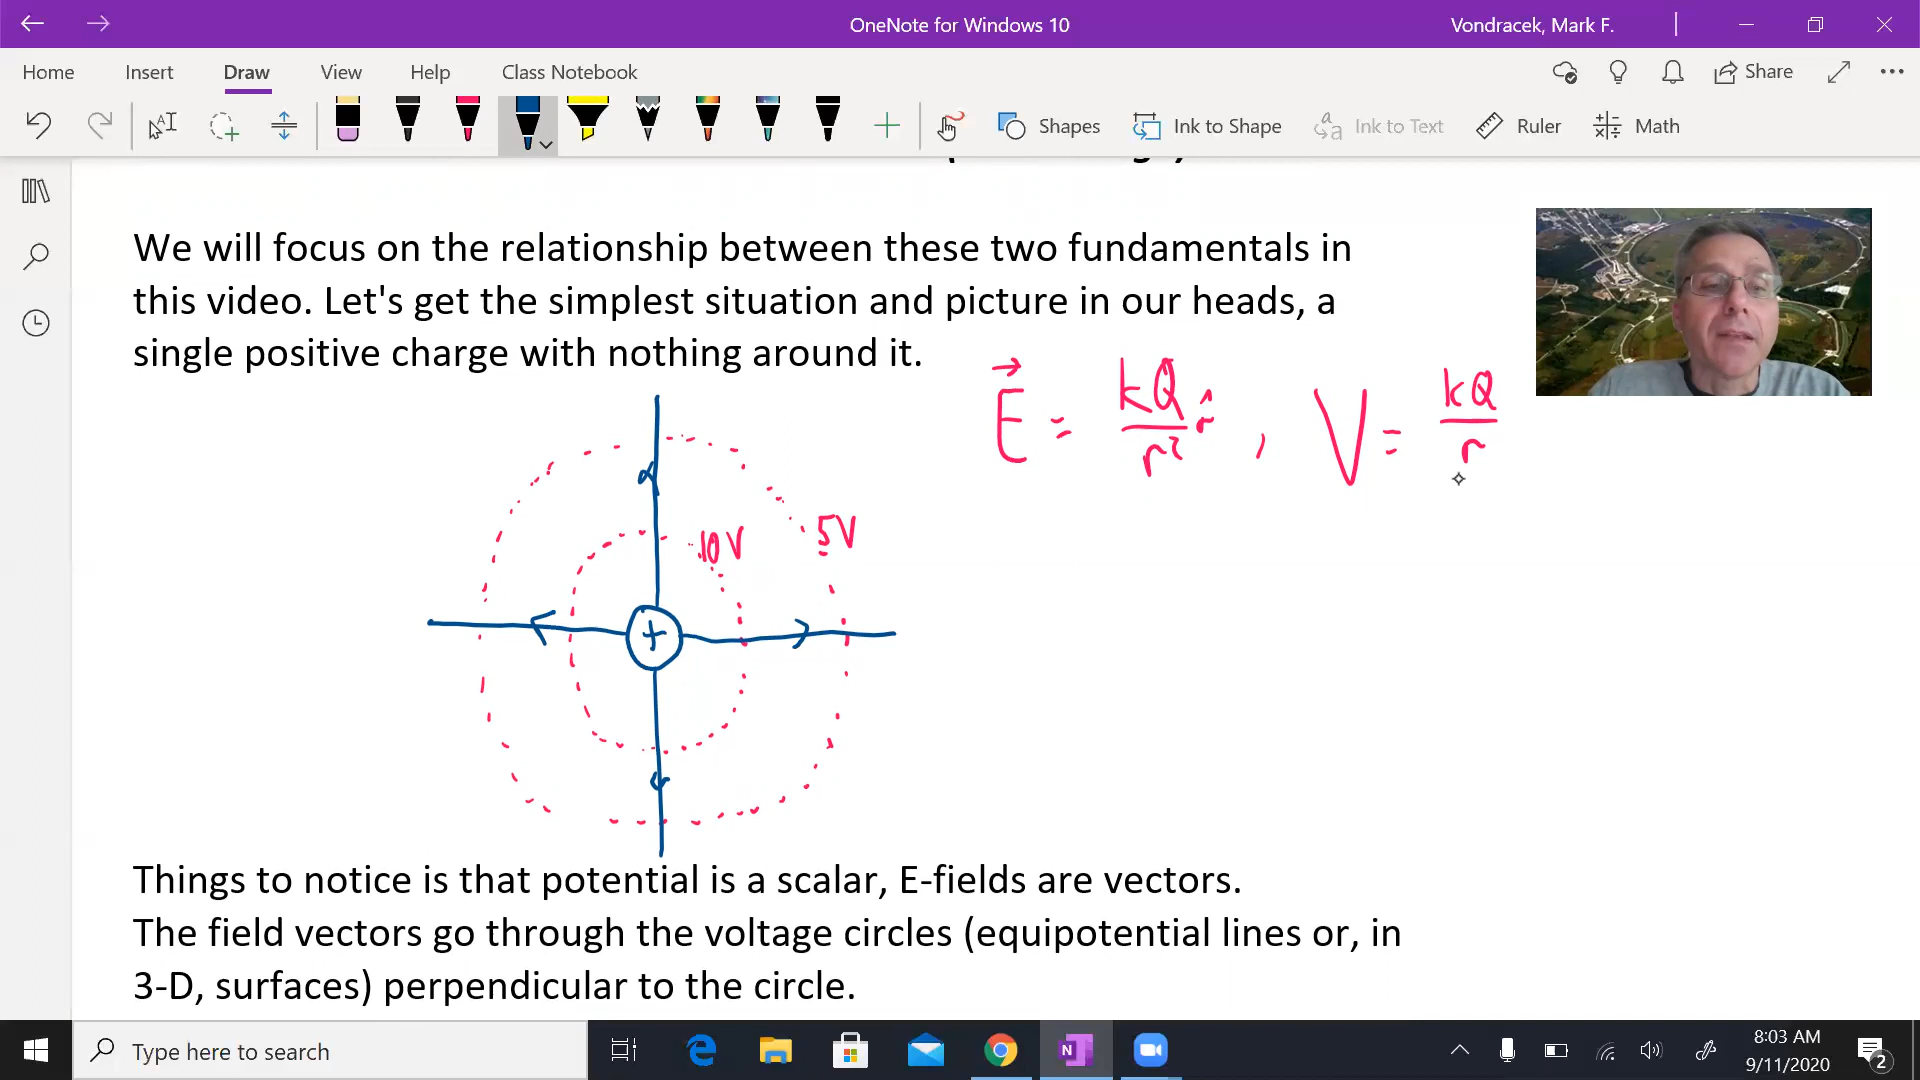 OneNote for Windows 10
Vondracek, Mark F.
Home Insert Draw View Help Class Notebook
Share
Shapes Ink to Shape Ink to Text Ruler Math
We will focus on the relationship between these two fundamentals in
this video. Let's get the simplest situation and picture in our heads, a
single positive charge with nothing around it.
E = kQ/r² r̂ , V = kQ/r
10V 5V
+
Things to notice is that potential is a scalar, E-fields are vectors.
The field vectors go through the voltage circles (equipotential lines or, in
3-D, surfaces) perpendicular to the circle.
Type here to search
8:03 AM
9/11/2020
2